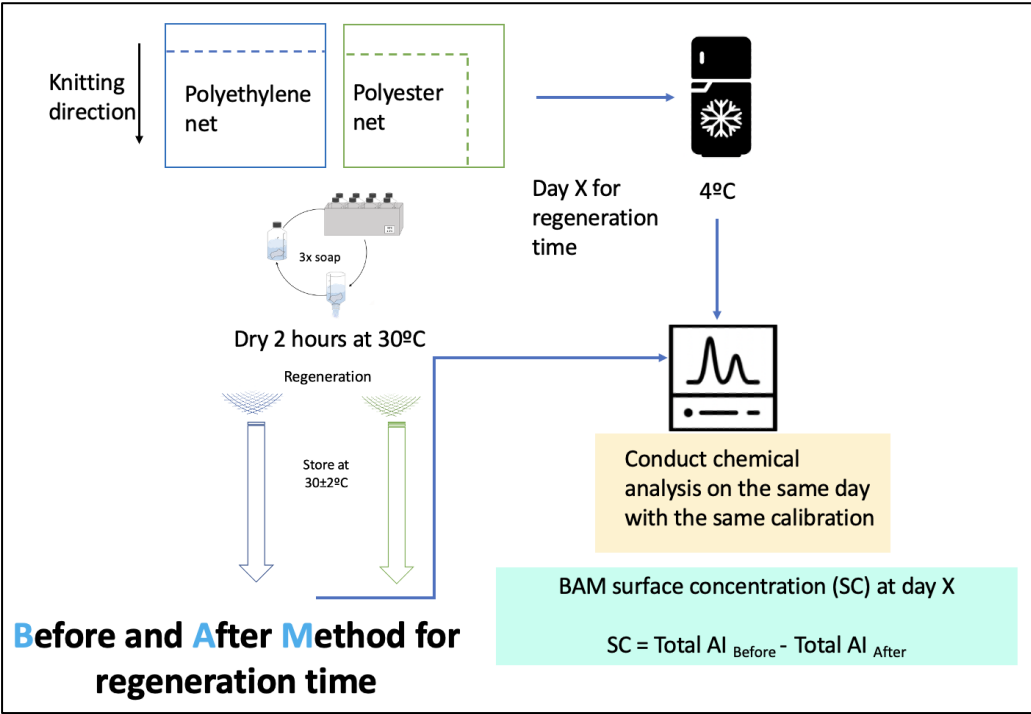 Knitting
direction
Polyethylene
net
Polyester
net
Day X for
regeneration
time
4ºC
3x soap
Dry 2 hours at 30ºC
Regeneration
Store at
30±2ºC
Conduct chemical
analysis on the same day
with the same calibration
BAM surface concentration (SC) at day X
SC = Total AI Before - Total AI After
Before and After Method for
regeneration time